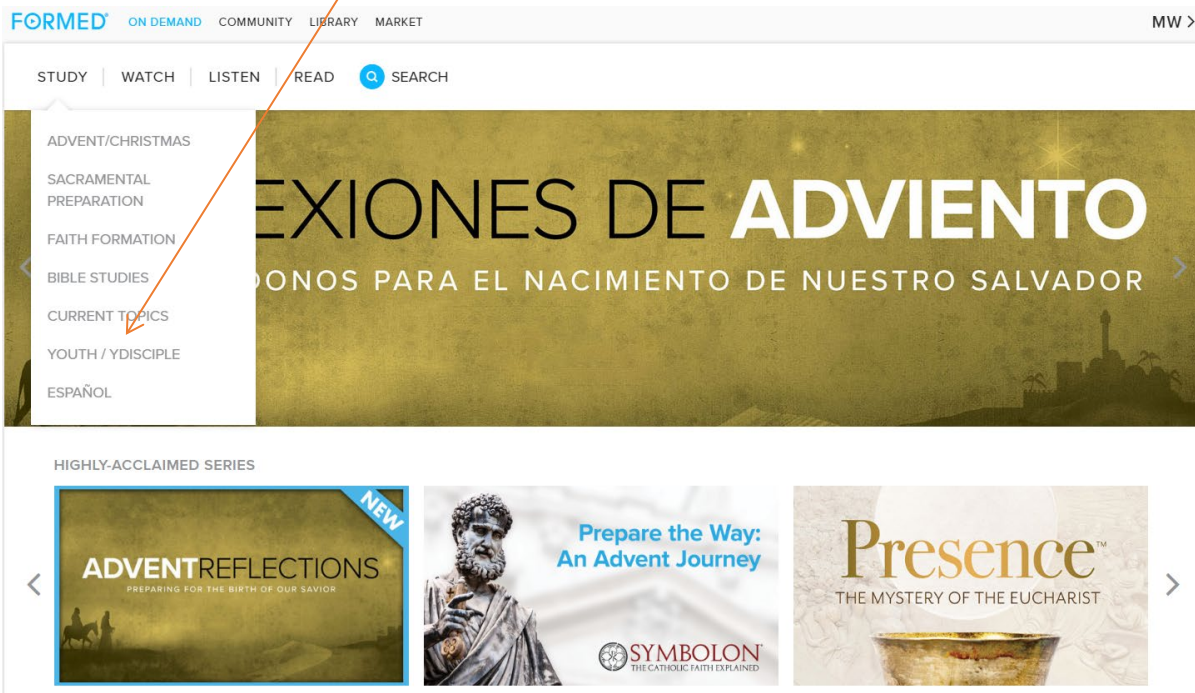 FORMED® ON DEMAND COMMUNITY LIBRARY MARKET MW >
STUDY WATCH LISTEN READ SEARCH
ADVENT/CHRISTMAS
SACRAMENTAL
PREPARATION
FAITH FORMATION
BIBLE STUDIES
CURRENT TOPICS
YOUTH / YDISCIPLE
ESPAÑOL
EXIONES DE ADVIENTO
DONOS PARA EL NACIMIENTO DE NUESTRO SALVADOR
HIGHLY-ACCLAIMED SERIES
NEW
ADVENTREFLECTIONS
PREPARING FOR THE BIRTH OF OUR SAVIOR
Prepare the Way:
An Advent Journey
SYMBOLON®
THE CATHOLIC FAITH EXPLAINED
Presence™
THE MYSTERY OF THE EUCHARIST